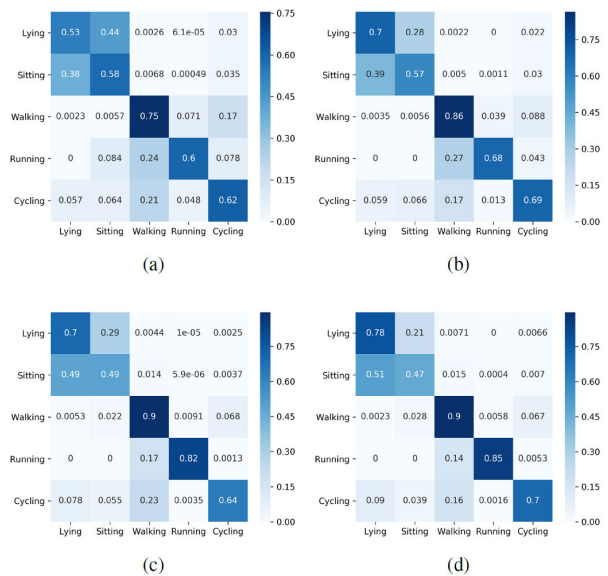 Lying 0.53 0.44 0.0026 6.1e-05 0.03
Sitting 0.38 0.58 0.0068 0.00049 0.035
Walking 0.0023 0.0057 0.75 0.071 0.17
Running 0 0.084 0.24 0.6 0.078
Cycling 0.057 0.064 0.21 0.048 0.62
Lying Sitting Walking Running Cycling
0.75
0.60
0.45
0.30
0.15
0.00
(a)
Lying 0.7 0.28 0.0022 0 0.022
Sitting 0.39 0.57 0.005 0.0011 0.03
Walking 0.0035 0.0056 0.86 0.039 0.088
Running 0 0 0.27 0.68 0.043
Cycling 0.059 0.066 0.17 0.013 0.69
Lying Sitting Walking Running Cycling
0.75
0.60
0.45
0.30
0.15
0.00
(b)
Lying 0.7 0.29 0.0044 1e-05 0.0025
Sitting 0.49 0.49 0.014 5.9e-06 0.0037
Walking 0.0053 0.022 0.9 0.0091 0.068
Running 0 0 0.17 0.82 0.0013
Cycling 0.078 0.055 0.23 0.0035 0.64
Lying Sitting Walking Running Cycling
0.75
0.60
0.45
0.30
0.15
0.00
(c)
Lying 0.78 0.21 0.0071 0 0.0066
Sitting 0.51 0.47 0.015 0.0004 0.007
Walking 0.0023 0.028 0.9 0.0058 0.067
Running 0 0 0.14 0.85 0.0053
Cycling 0.09 0.039 0.16 0.0016 0.7
Lying Sitting Walking Running Cycling
0.75
0.60
0.45
0.30
0.15
0.00
(d)